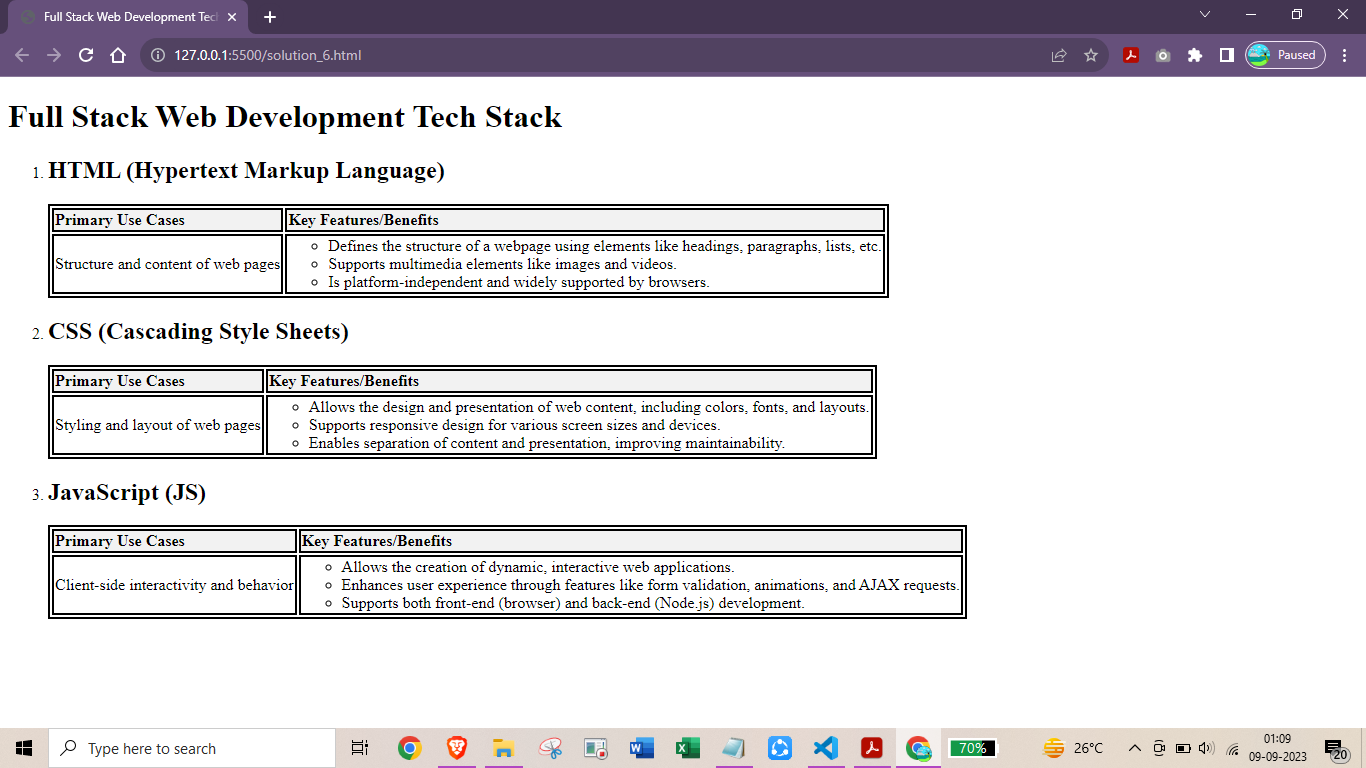 Full Stack Web Development Tecl
127.0.0.1:5500/solution_6.html
Paused
Full Stack Web Development Tech Stack
1. HTML (Hypertext Markup Language)
Primary Use Cases Key Features/Benefits
Structure and content of web pages
Defines the structure of a webpage using elements like headings, paragraphs, lists, etc.
Supports multimedia elements like images and videos.
Is platform-independent and widely supported by browsers.
2. CSS (Cascading Style Sheets)
Primary Use Cases Key Features/Benefits
Styling and layout of web pages
Allows the design and presentation of web content, including colors, fonts, and layouts.
Supports responsive design for various screen sizes and devices.
Enables separation of content and presentation, improving maintainability.
3. JavaScript (JS)
Primary Use Cases Key Features/Benefits
Client-side interactivity and behavior
Allows the creation of dynamic, interactive web applications.
Enhances user experience through features like form validation, animations, and AJAX requests.
Supports both front-end (browser) and back-end (Node.js) development.
Type here to search
70%
26°C
01:09
09-09-2023
20